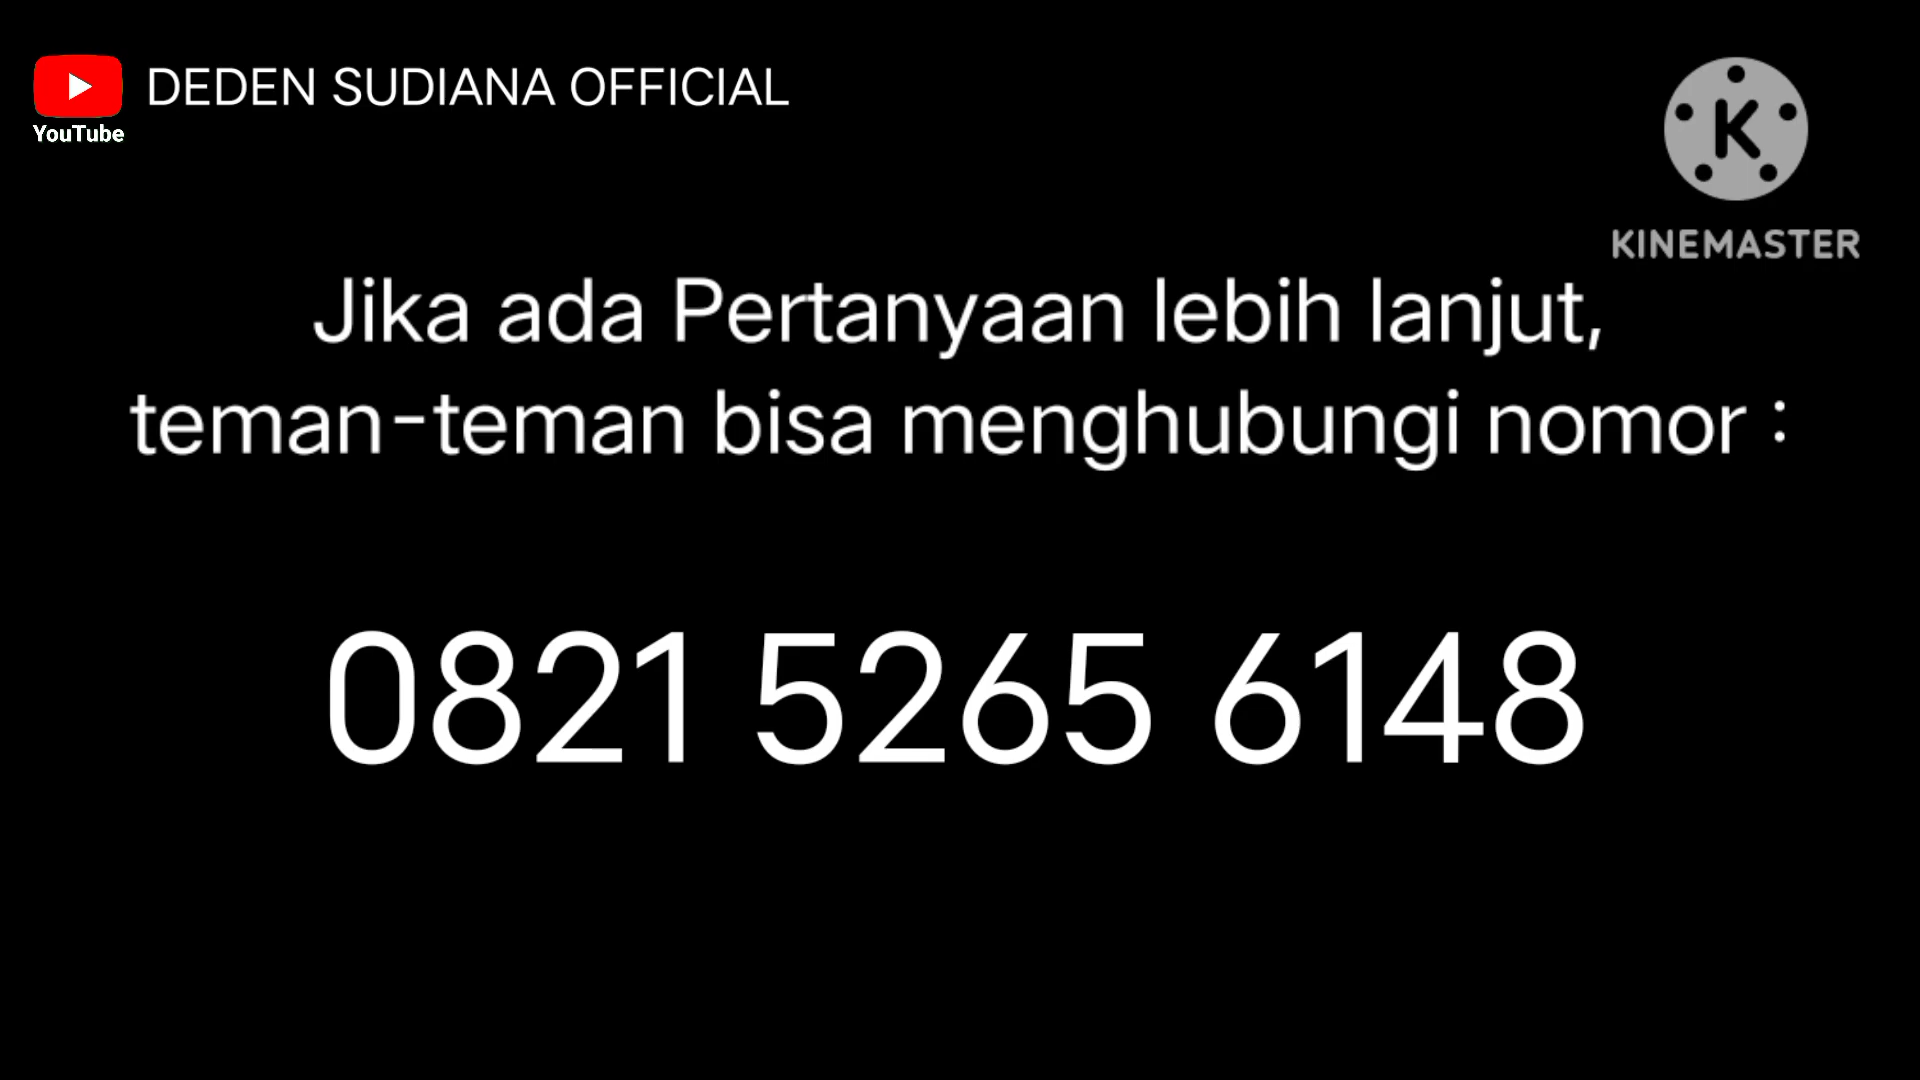 DEDEN SUDIANA OFFICIAL
YouTube
KINEMASTER
Jika ada Pertanyaan lebih lanjut,
teman-teman bisa menghubungi nomor :
0821 5265 6148